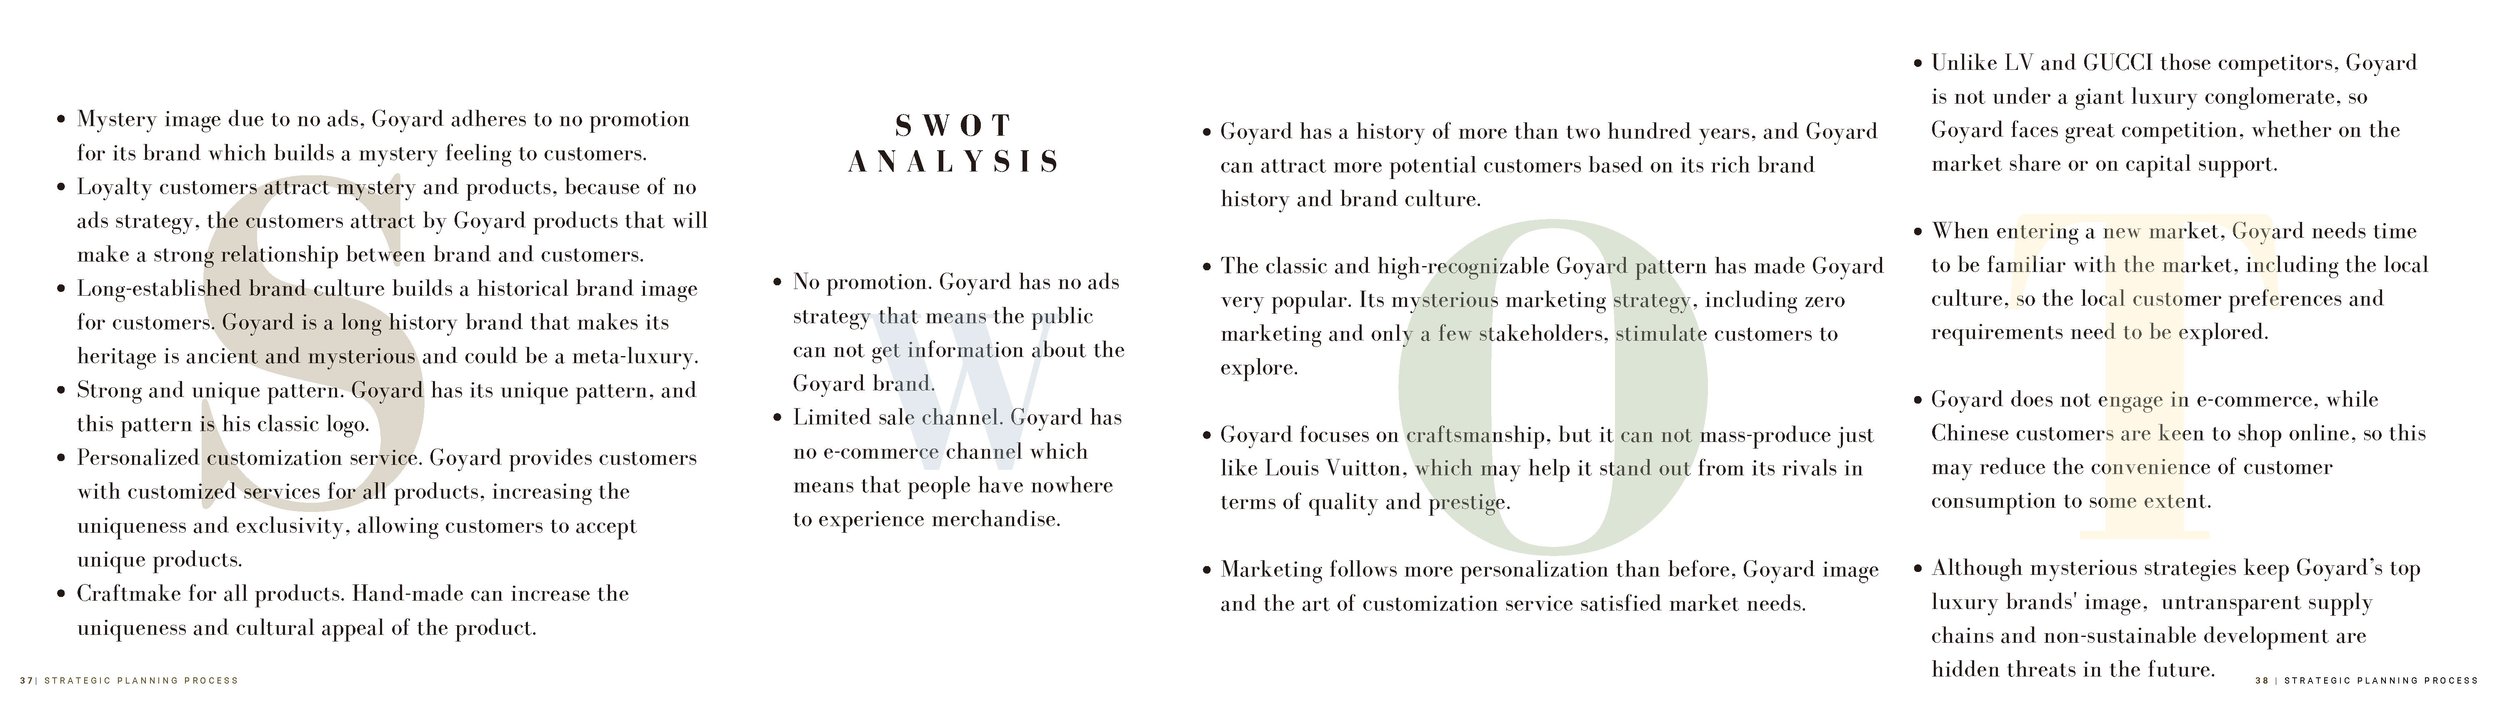 • Mystery image due to no ads, Goyard adheres to no promotion
for its brand which builds a mystery feeling to customers.
• Loyalty customers attract mystery and products, because of no
ads strategy, the customers attract by Goyard products that will
make a strong relationship between brand and customers.
• Long-established brand culture builds a historical brand image
for customers. Goyard is a long history brand that makes its
heritage is ancient and mysterious and could be a meta-luxury.
• Strong and unique pattern. Goyard has its unique pattern, and
this pattern is his classic logo.
• Personalized customization service. Goyard provides customers
with customized services for all products, increasing the
uniqueness and exclusivity, allowing customers to accept
unique products.
• Craftmake for all products. Hand-made can increase the
uniqueness and cultural appeal of the product.
S
37| STRATEGIC PLANNING PROCESS
SWOT
ANALYSIS
• No promotion. Goyard has no ads
strategy that means the public
can not get information about the
Goyard brand.
• Limited sale channel. Goyard has
no e-commerce channel which
means that people have nowhere
to experience merchandise.
W
• Goyard has a history of more than two hundred years, and Goyard
can attract more potential customers based on its rich brand
history and brand culture.
• The classic and high-recognizable Goyard pattern has made Goyard
very popular. Its mysterious marketing strategy, including zero
marketing and only a few stakeholders, stimulate customers to
explore.
• Goyard focuses on craftsmanship, but it can not mass-produce just
like Louis Vuitton, which may help it stand out from its rivals in
terms of quality and prestige.
• Marketing follows more personalization than before, Goyard image
and the art of customization service satisfied market needs.
O
• Unlike LV and GUCCI those competitors, Goyard
is not under a giant luxury conglomerate, so
Goyard faces great competition, whether on the
market share or on capital support.
• When entering a new market, Goyard needs time
to be familiar with the market, including the local
culture, so the local customer preferences and
requirements need to be explored.
• Goyard does not engage in e-commerce, while
Chinese customers are keen to shop online, so this
may reduce the convenience of customer
consumption to some extent.
• Although mysterious strategies keep Goyard's top
luxury brands' image, untransparent supply
chains and non-sustainable development are
hidden threats in the future.
T
38 | STRATEGIC PLANNING PROCESS